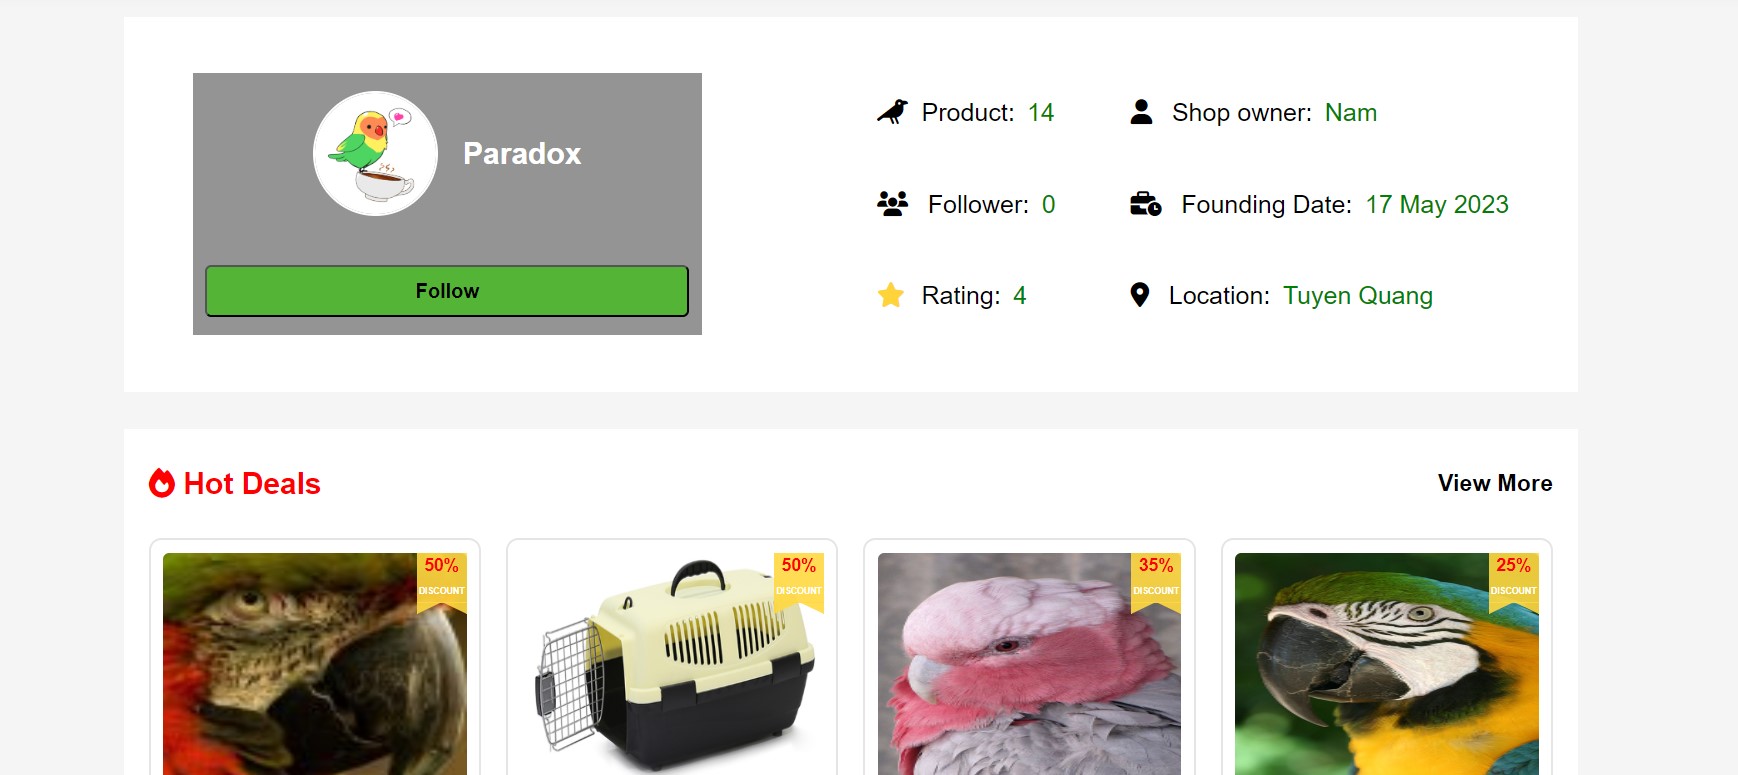 Paradox
Follow
Product: 14
Shop owner: Nam
Follower: 0
Founding Date: 17 May 2023
Rating: 4
Location: Tuyen Quang
Hot Deals
View More
50%
DISCOUNT
50%
DISCOUNT
35%
DISCOUNT
25%
DISCOUNT